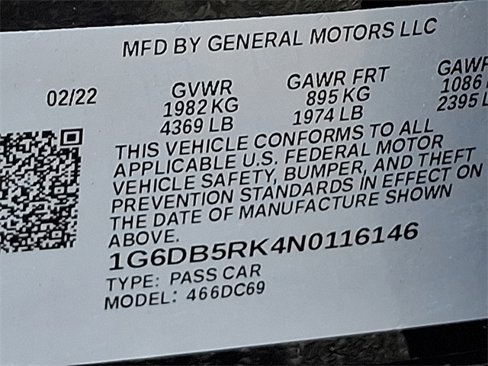 MFD BY GENERAL MOTORS LLC
02/22 GVWR GAWR FRT GAWR
1982 KG 895 KG 1086
4369 LB 1974 LB 2395 L
THIS VEHICLE CONFORMS TO ALL
APPLICABLE U.S. FEDERAL MOTOR
VEHICLE SAFETY, BUMPER, AND THEFT
PREVENTION STANDARDS IN EFFECT ON
THE DATE OF MANUFACTURE SHOWN
ABOVE.
1G6DB5RK4N0116146
TYPE: PASS CAR
MODEL: 466DC69